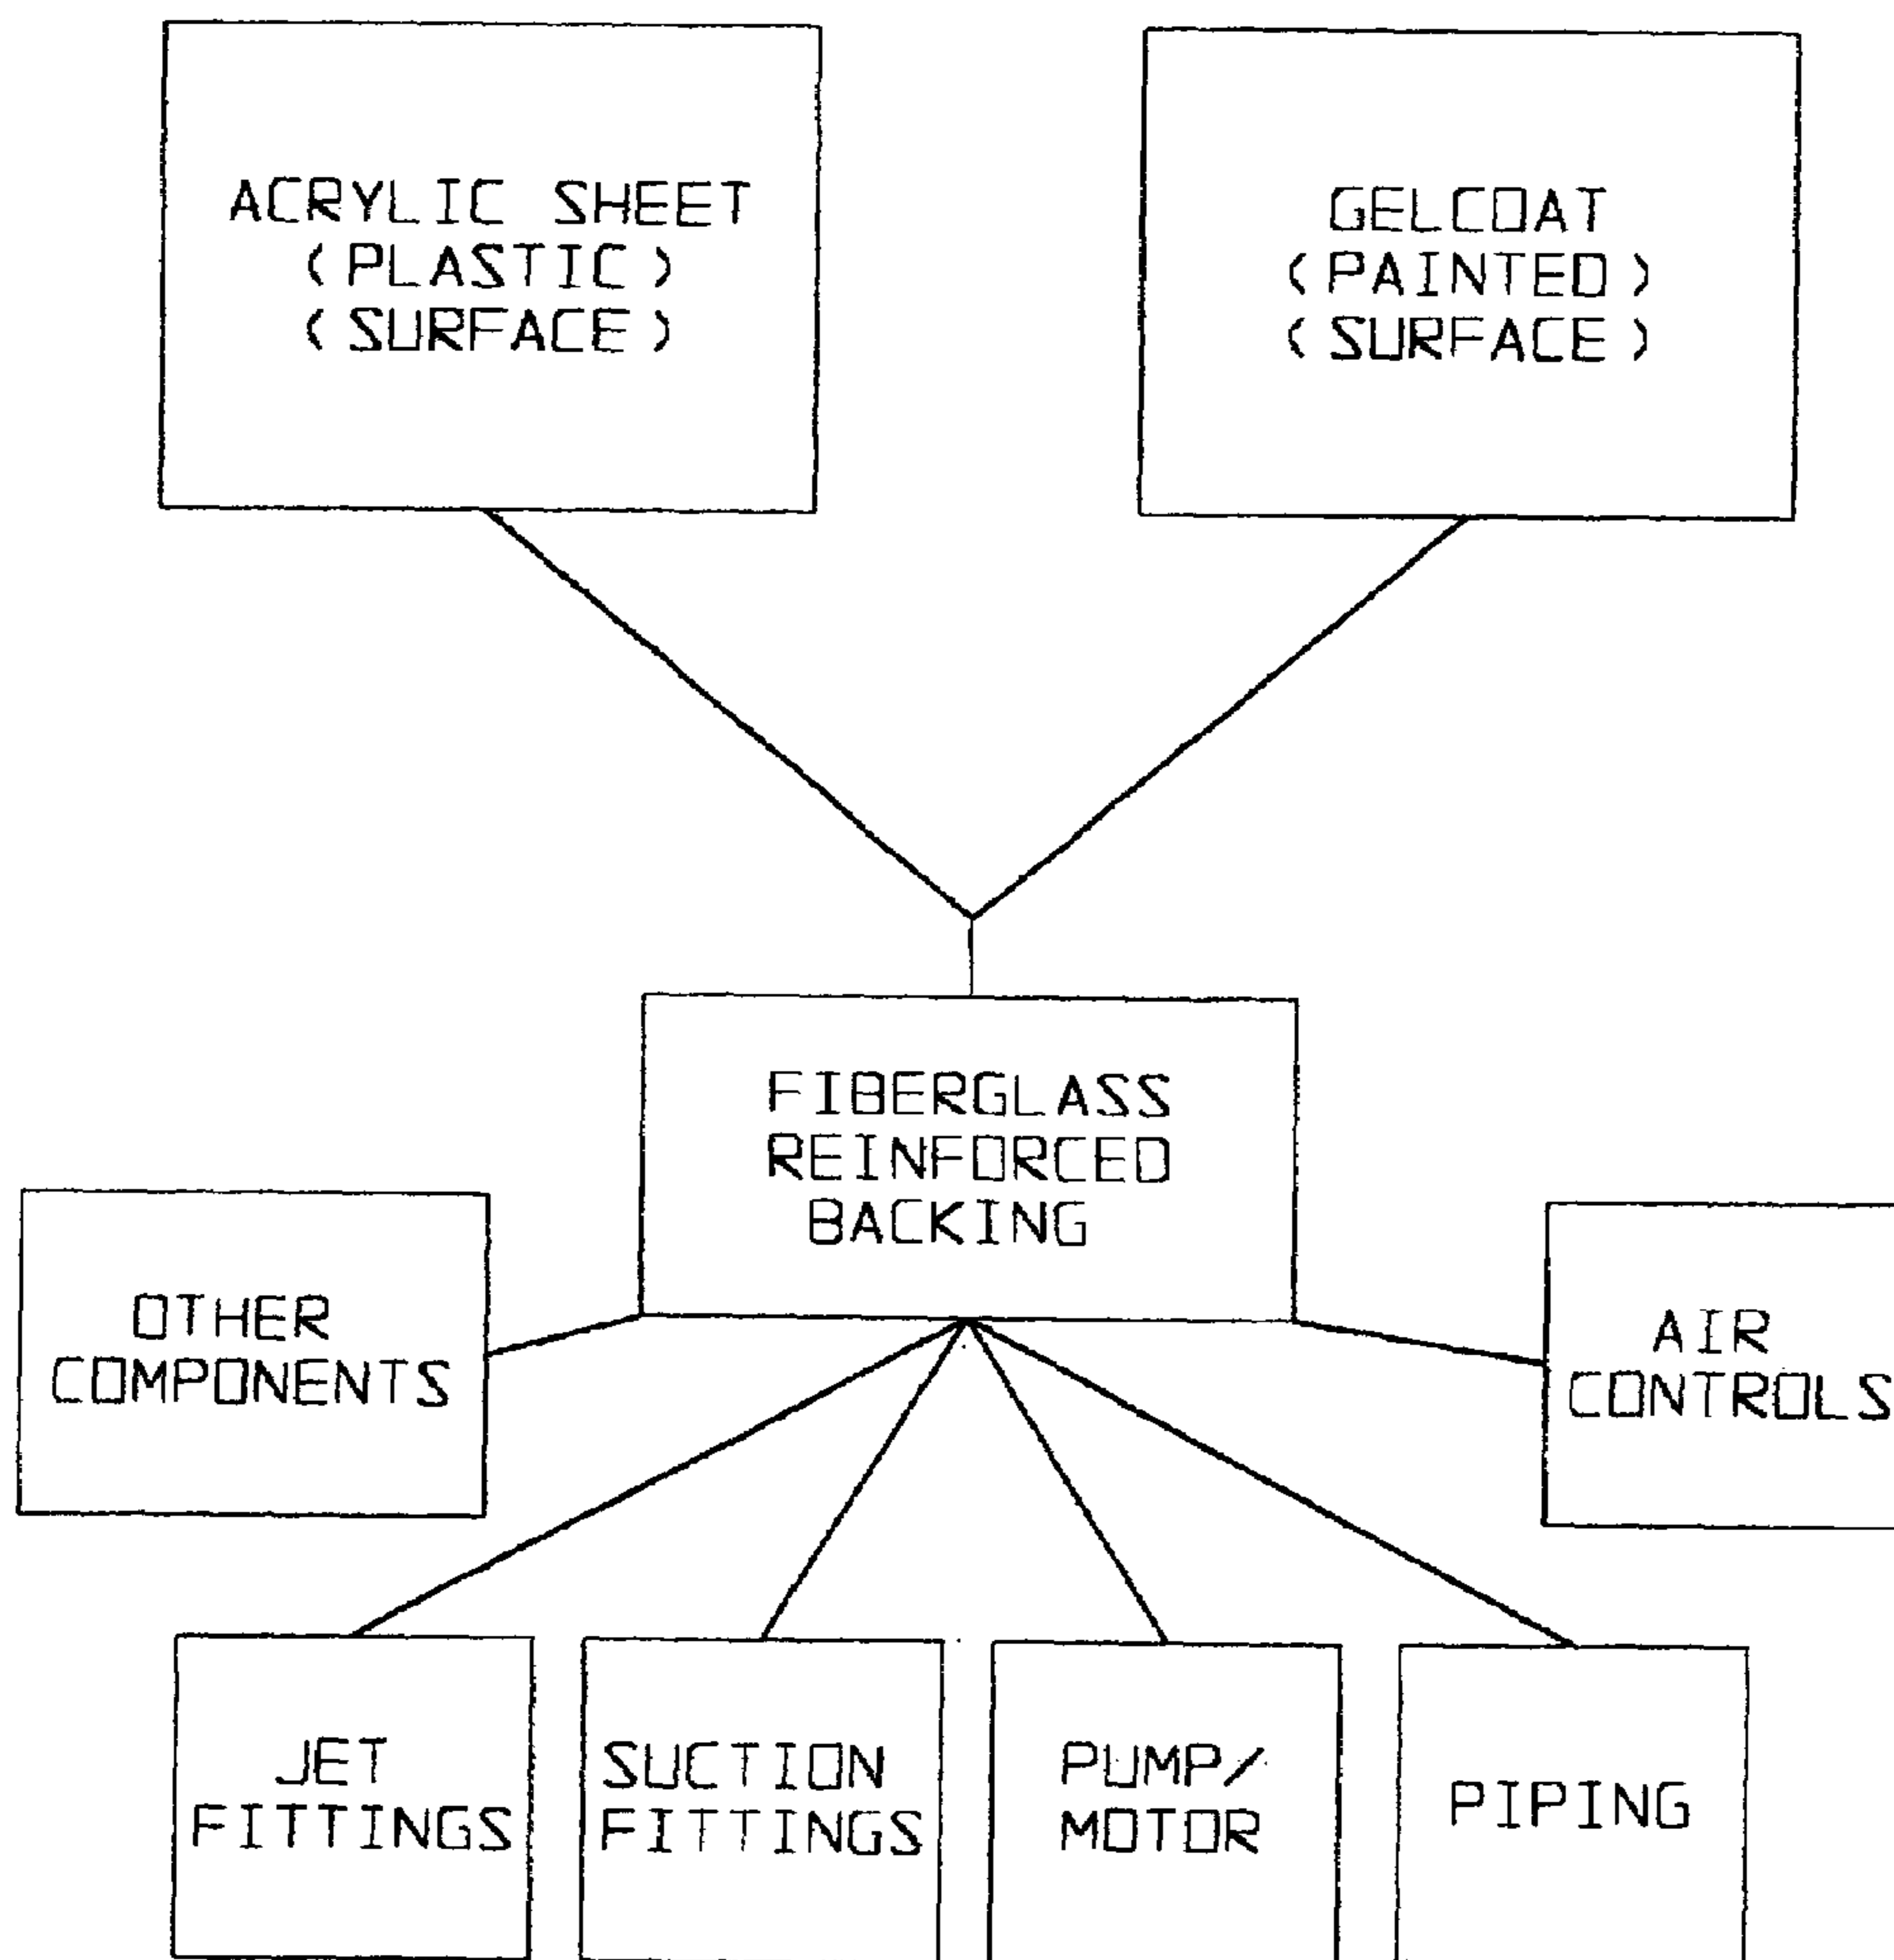 ACRYLIC SHEET
(PLASTIC)
(SURFACE)
GELCOAT
(PAINTED)
(SURFACE)
FIBERGLASS
REINFORCED
BACKING
OTHER
COMPONENTS
AIR
CONTROLS
JET
FITTINGS
SUCTION
FITTINGS
PUMP/
MOTOR
PIPING